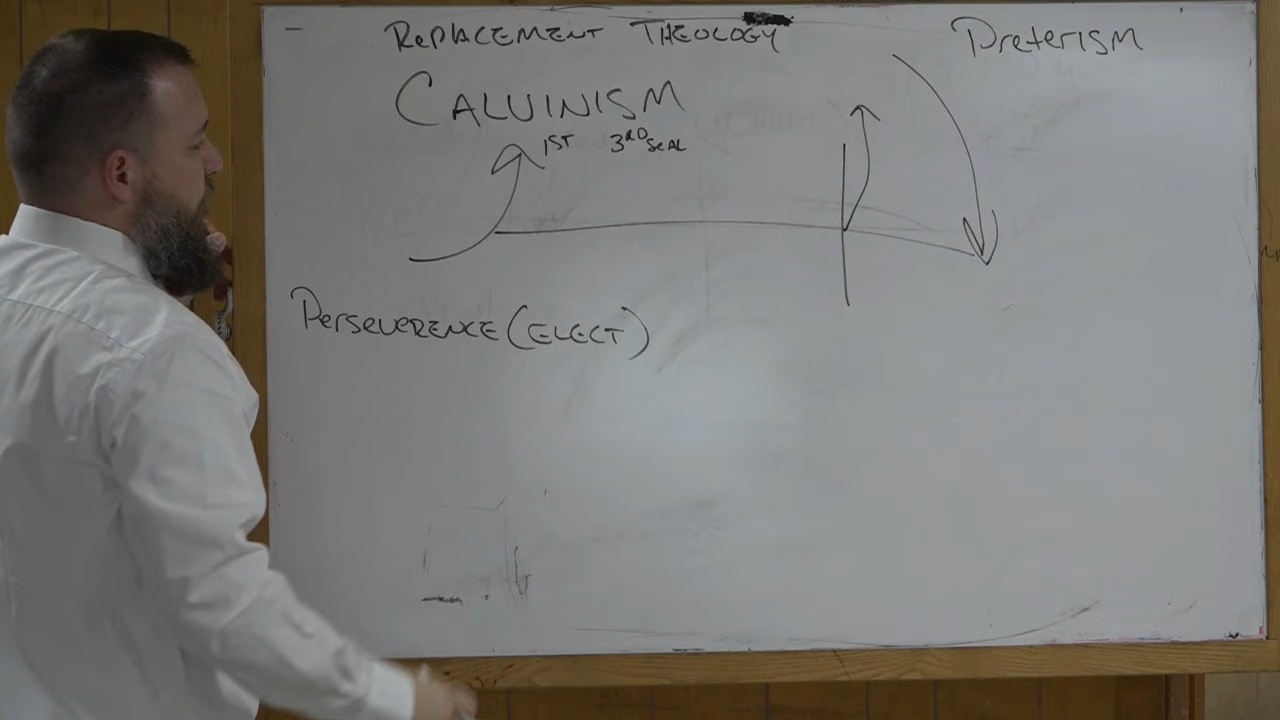 Replacement Theology
Preterism
Calvinism
1st 3rd Seal
Perseverence (Elect)